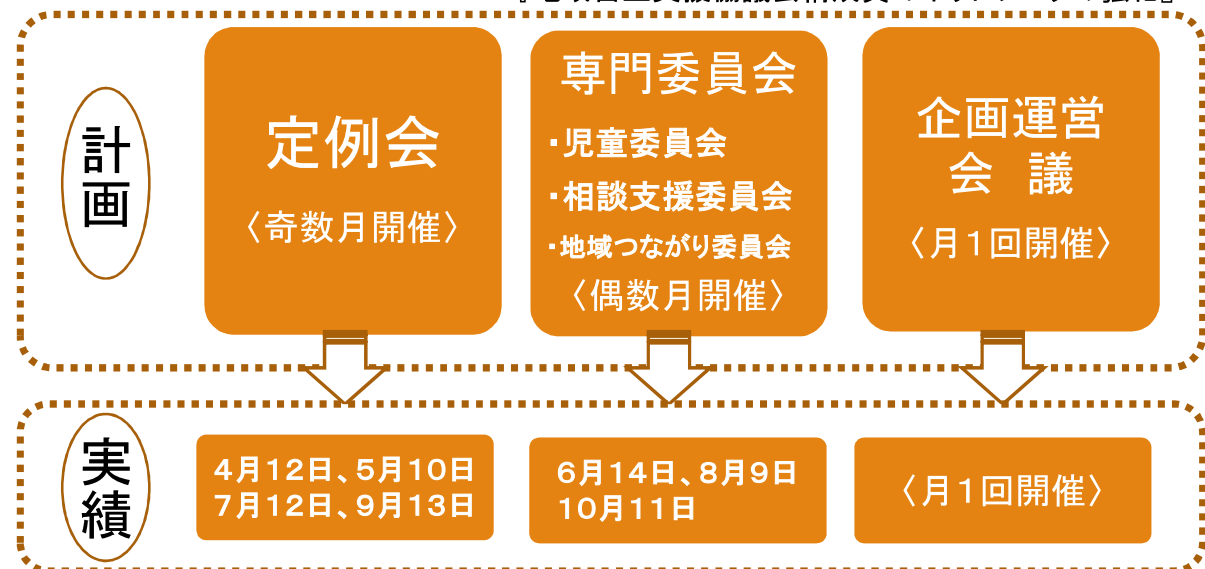 計画
定例会
〈奇数月開催〉
専門委員会
・児童委員会
・相談支援委員会
・地域つながり委員会
〈偶数月開催〉
企画運営
会　議
〈月１回開催〉
実績
４月１２日、５月１０日
７月１２日、９月１３日
６月１４日、８月９日
１０月１１日
〈月１回開催〉